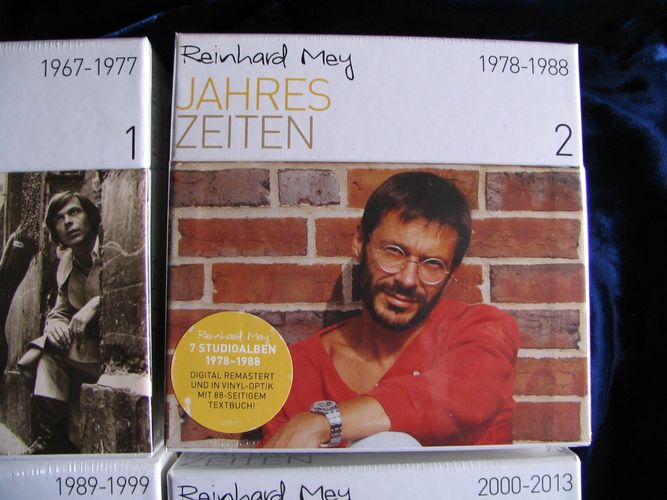 1967-1977
1
Reinhard Mey
1978-1988
JAHRES
ZEITEN
2
Reinhard Mey
7 STUDIOALBEN
1978-1988
DIGITAL REMASTERT
UND IN VINYL-OPTIK
MIT 88-SEITIGEM
TEXTBUCH!
1989-1999
ZEITEN
Reinhard Mey
2000-2013